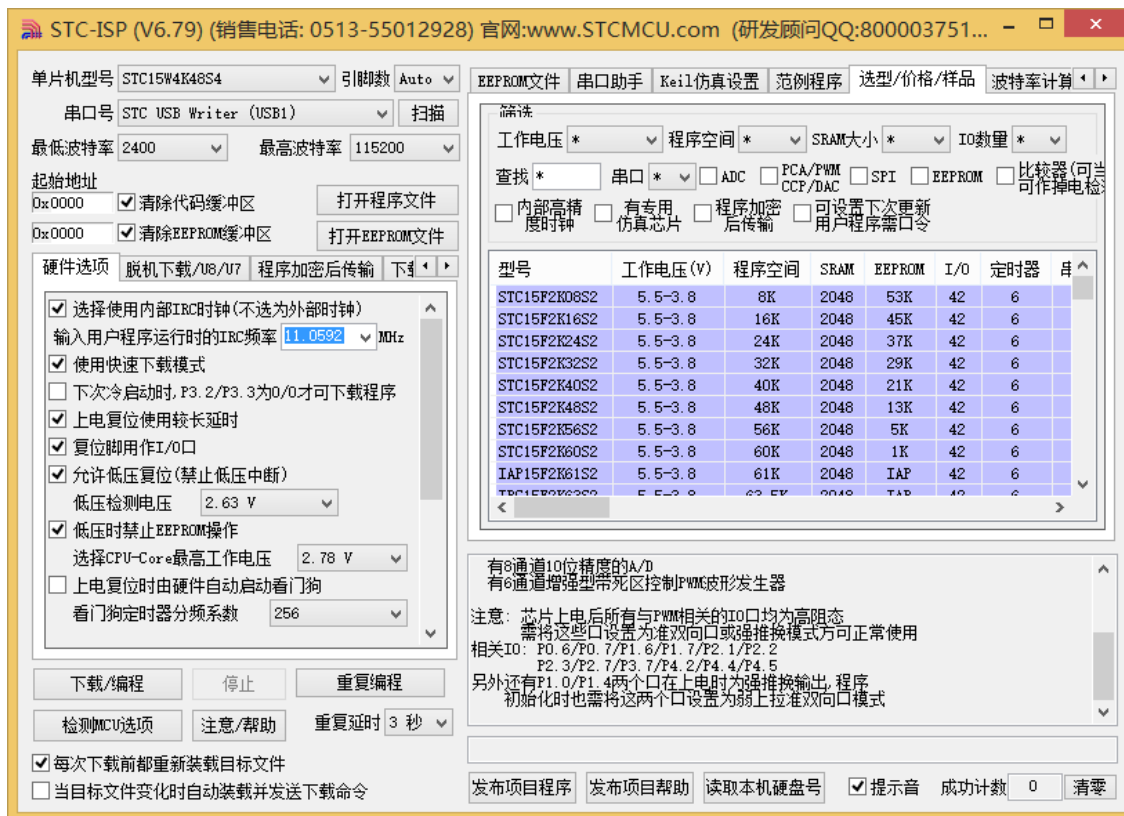 STC-ISP (V6.79) (销售电话: 0513-55012928) 官网:www.STCMCU.com (研发顾问QQ:800003751...
单片机型号 STC15W4K48S4 引脚数 Auto
串口号 STC USB Writer (USB1) 扫描
最低波特率 2400 最高波特率 115200
起始地址
0x0000 清除代码缓冲区 打开程序文件
0x0000 清除EEPROM缓冲区 打开EEPROM文件
硬件选项 脱机下载/U8/U7 程序加密后传输
选择使用内部IRC时钟(不选为外部时钟)
输入用户程序运行时的IRC频率 11.0592 MHz
使用快速下载模式
下次冷启动时,P3.2/P3.3为0/0才可下载程序
上电复位使用较长延时
复位脚用作I/O口
允许低压复位(禁止低压中断)
低压检测电压 2.63 V
低压时禁止EEPROM操作
选择CPU-Core最高工作电压 2.78 V
上电复位时由硬件自动启动看门狗
看门狗定时器分频系数 256
下载/编程 停止 重复编程
检测MCU选项 注意/帮助 重复延时 3 秒
每次下载前都重新装载目标文件
当目标文件变化时自动装载并发送下载命令
EEPROM文件 串口助手 Keil仿真设置 范例程序 选型/价格/样品 波特率计算
筛选
工作电压 * 程序空间 * SRAM大小 * IO数量 *
查找 * 串口 * ADC PCA/PWM CCP/DAC SPI EEPROM 比较器(可当 可作掉电检测
内部高精度时钟 有专用仿真芯片 程序加密后传输 可设置下次更新用户程序需口令
型号 工作电压(V) 程序空间 SRAM EEPROM I/O 定时器 串
STC15F2K08S2 5.5-3.8 8K 2048 53K 42 6
STC15F2K16S2 5.5-3.8 16K 2048 45K 42 6
STC15F2K24S2 5.5-3.8 24K 2048 37K 42 6
STC15F2K32S2 5.5-3.8 32K 2048 29K 42 6
STC15F2K40S2 5.5-3.8 40K 2048 21K 42 6
STC15F2K48S2 5.5-3.8 48K 2048 13K 42 6
STC15F2K56S2 5.5-3.8 56K 2048 5K 42 6
STC15F2K60S2 5.5-3.8 60K 2048 1K 42 6
IAP15F2K61S2 5.5-3.8 61K 2048 IAP 42 6
有8通道10位精度的A/D
有6通道增强型带死区控制PWM波形发生器
注意: 芯片上电后所有与PWM相关的IO口均为高阻态
需将这些口设置为准双向口或强推挽模式方可正常使用
相关IO: P0.6/P0.7/P1.6/P1.7/P2.1/P2.2
P2.3/P2.7/P3.7/P4.2/P4.4/P4.5
另外还有P1.0/P1.4两个口在上电时为强推挽输出,程序
初始化时也需将这两个口设置为弱上拉准双向口模式
发布项目程序 发布项目帮助 读取本机硬盘号 提示音 成功计数 0 清零